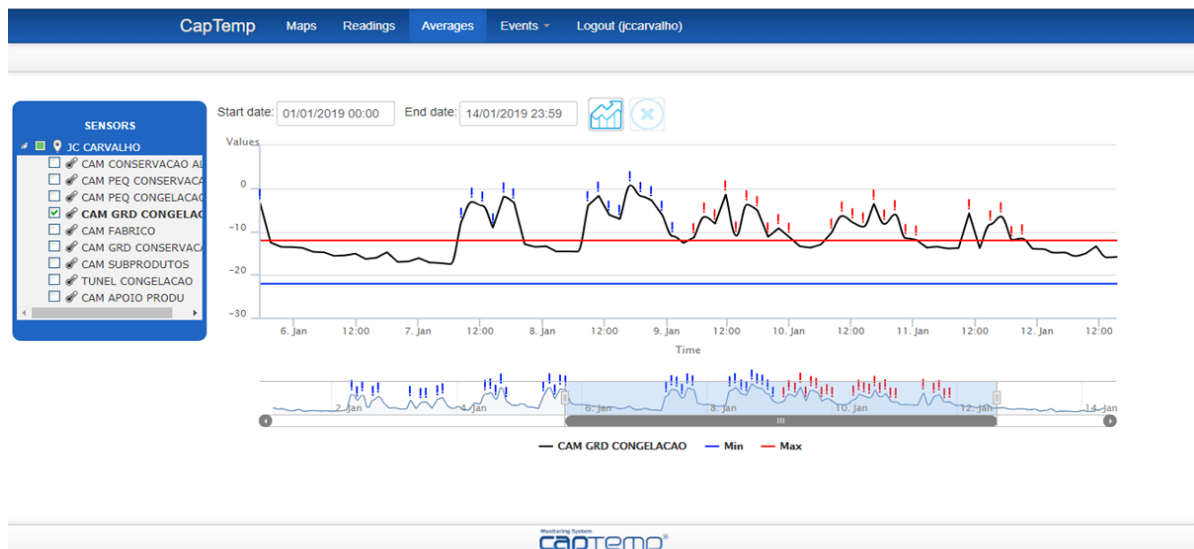 CapTemp Maps Readings Averages Events Logout (jccarvalho)
Start date: 01/01/2019 00:00 End date: 14/01/2019 23:59
SENSORS
JC CARVALHO
CAM CONSERVACAO AL
CAM PEQ CONSERVACA
CAM PEQ CONGELACAO
CAM GRD CONGELAC
CAM FABRICO
CAM GRD CONSERVACA
CAM SUBPRODUTOS
TUNEL CONGELACAO
CAM APOIO PRODU
Values
0
−10
−20
−30
6. Jan 12:00 7. Jan 12:00 8. Jan 12:00 9. Jan 12:00 10. Jan 12:00 11. Jan 12:00 12. Jan 12:00
Time
2. Jan 4. Jan 6. Jan 8. Jan 10. Jan 12. Jan 14. Jan
CAM GRD CONGELACAO Min Max
Monitoring System
captemp®